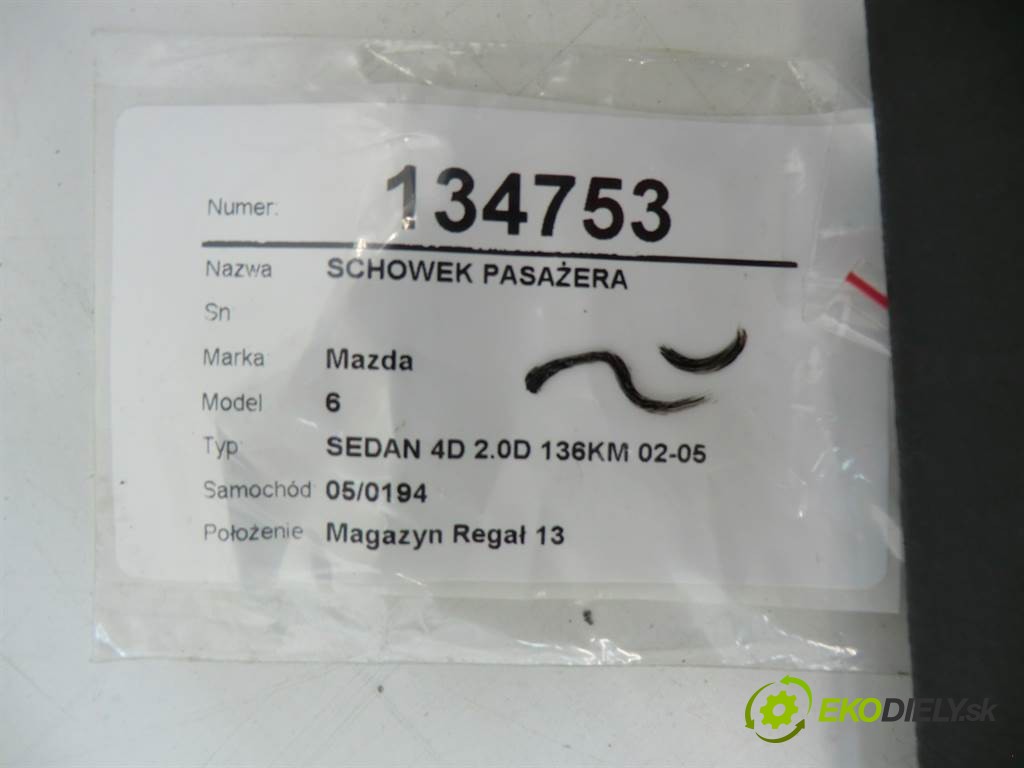 Numer: 134753
Nazwa SCHOWEK PASAŻERA
Sn
Marka Mazda
Model 6
Typ SEDAN 4D 2.0D 136KM 02-05
Samochód 05/0194
Położenie Magazyn Regał 13
EKODIELY.sk